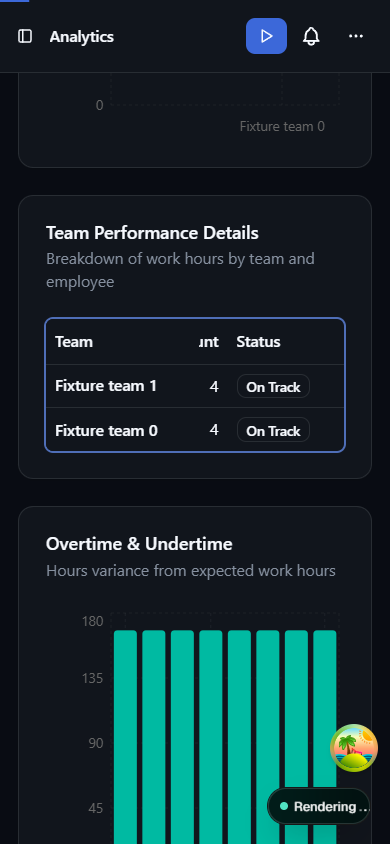 Analytics
0
Fixture team 0
Team Performance Details
Breakdown of work hours by team and
employee
Team Status
Fixture team 1 4 On Track
Fixture team 0 4 On Track
Overtime & Undertime
Hours variance from expected work hours
180
135
90
45
Rendering ...